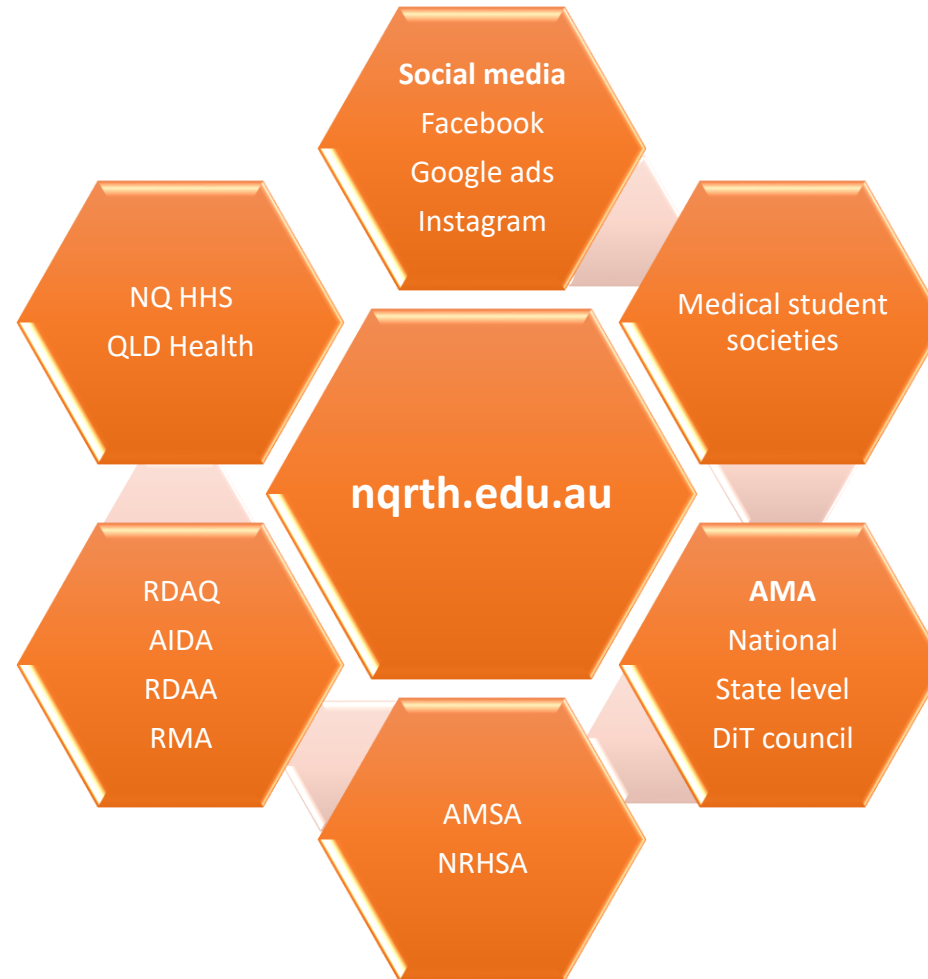 Social media
Facebook
Google ads
Instagram
Medical student
societies
AMA
National
State level
DiT council
AMSA
NRHSA
RDAQ
AIDA
RDAA
RMA
NQ HHS
QLD Health
nqrth.edu.au